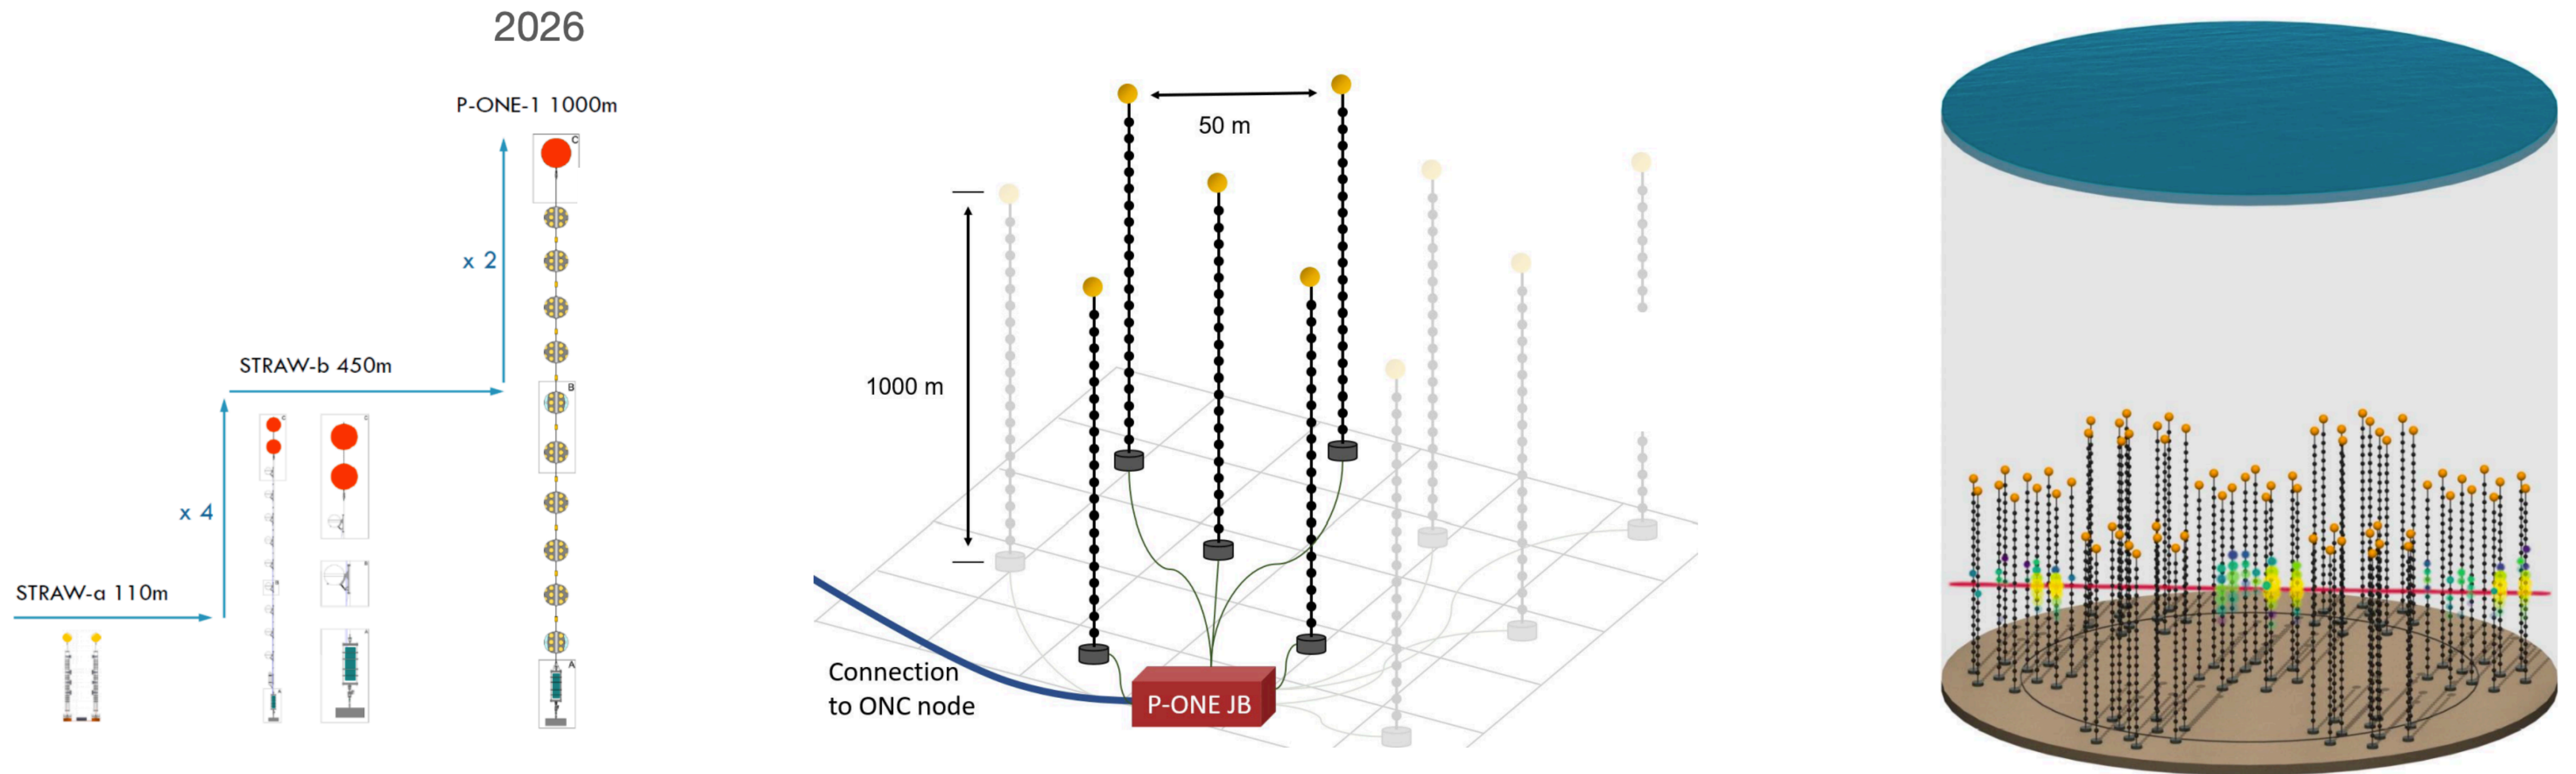 2026
P-ONE-1 1000m
C
x 2
B
STRAW-b 450m
C
C
x 4
B
B
STRAW-a 110m
A
A
A
50 m
1000 m
Connection
to ONC node
P-ONE JB